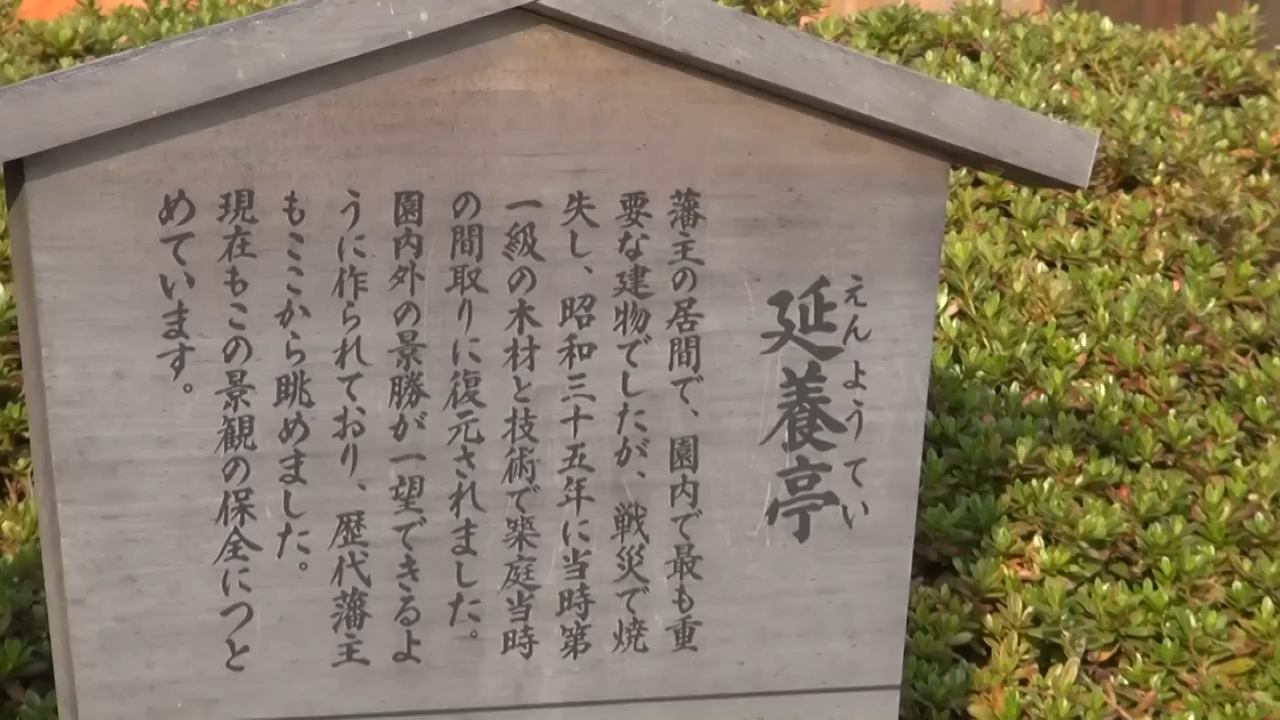 延養亭
えんようてい
藩主の居間で、園内で最も重
要な建物でしたが、戦災で焼
失し、昭和三十五年に当時第
一級の木材と技術で築庭当時
の間取りに復元されました。
園内外の景勝が一望できるよ
うに作られており、歴代藩主
もここから眺めました。
現在もこの景観の保全につと
めています。